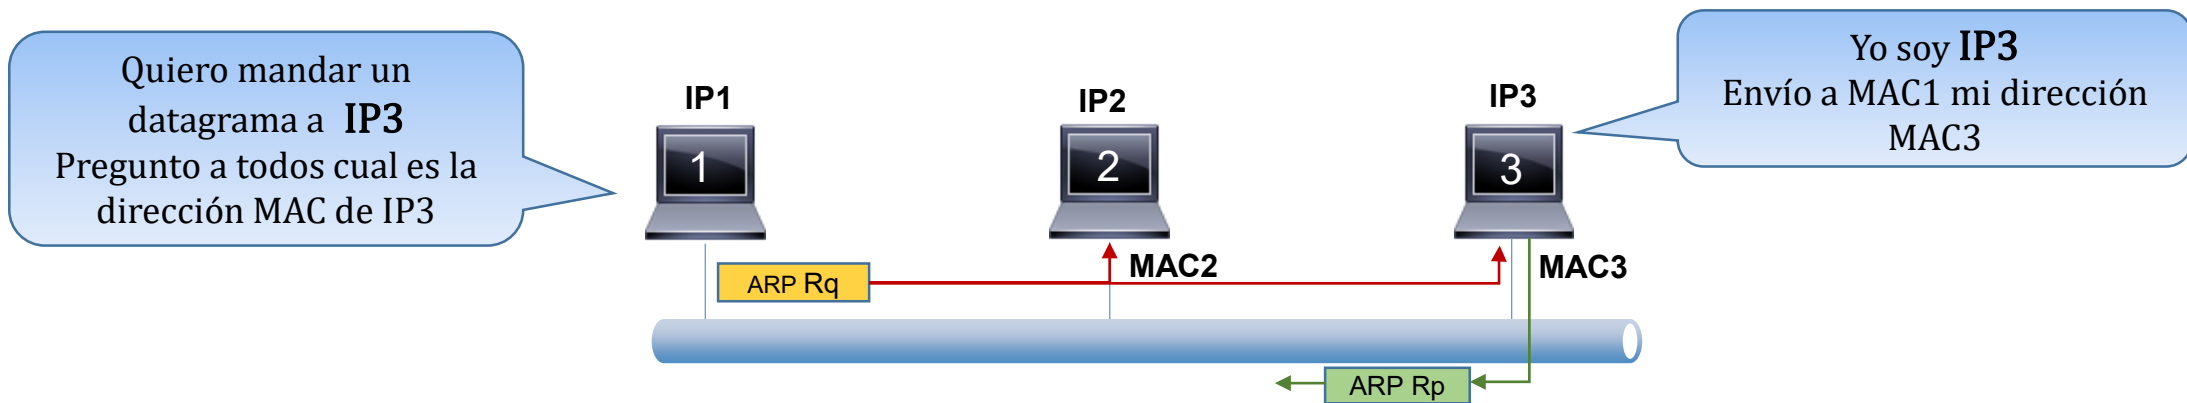 Quiero mandar un
datagrama a IP3
Pregunto a todos cual es la
dirección MAC de IP3
IP1
1
IP2
2
IP3
3
Yo soy IP3
Envío a MAC1 mi dirección
MAC3
ARP Rq
MAC2
MAC3
ARP Rp